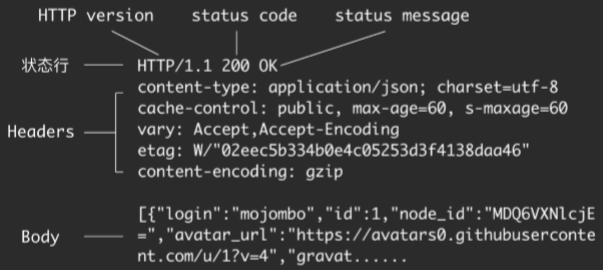 HTTP version status code status message
状态行 HTTP/1.1 200 OK
content-type: application/json; charset=utf-8
cache-control: public, max-age=60, s-maxage=60
Headers vary: Accept,Accept-Encoding
etag: W/"02eec5b334b0e4c05253d3f4138daa46"
content-encoding: gzip
[{"login":"mojombo","id":1,"node_id":"MDQ6VXNlcjE
Body =","avatar_url":"https://avatars0.githubuserconte
nt.com/u/1?v=4","gravat......